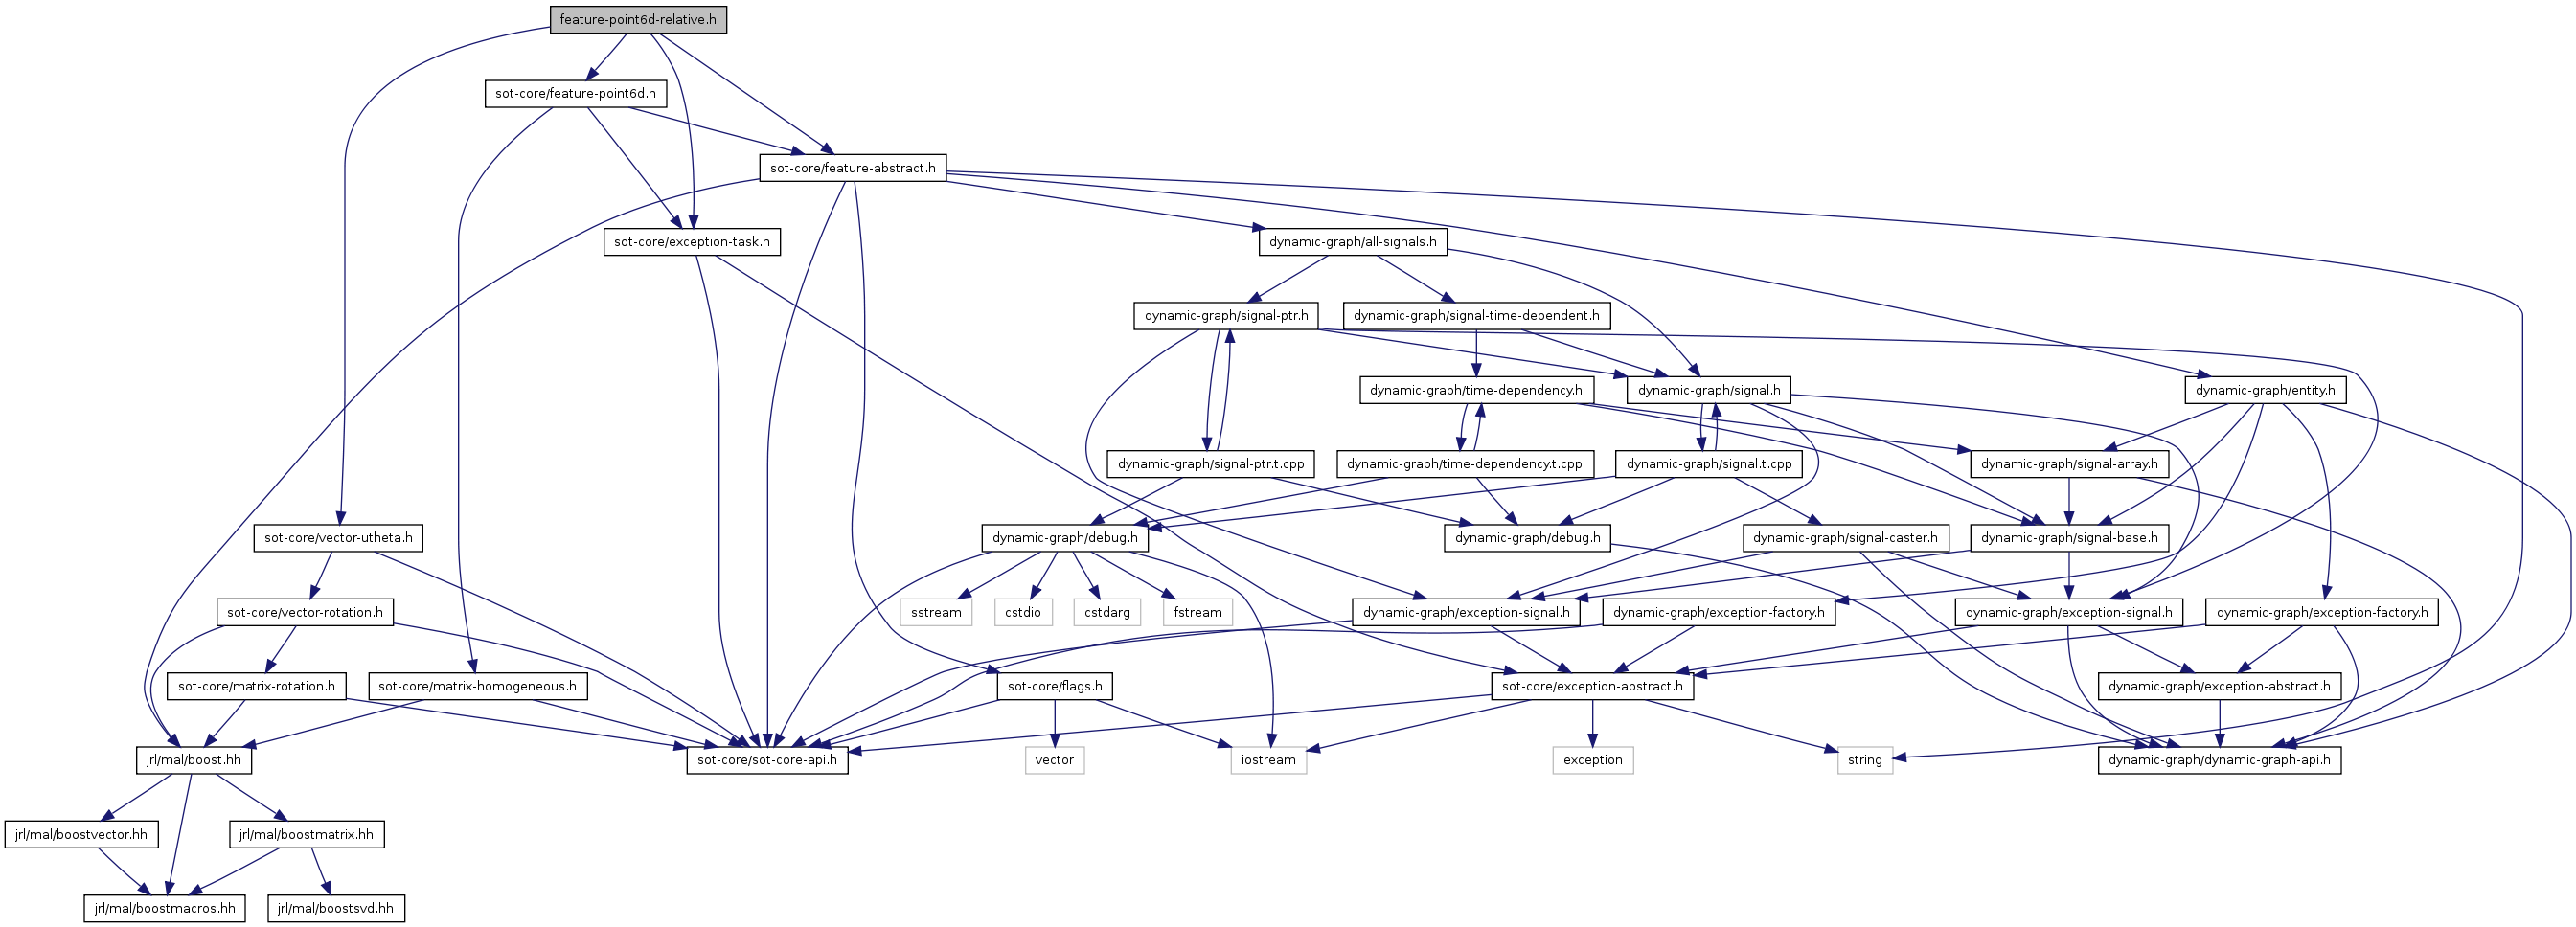 feature-point6d-relative.h
sot-core/feature-point6d.h
sot-core/feature-abstract.h
sot-core/exception-task.h
dynamic-graph/all-signals.h
dynamic-graph/signal-ptr.h
dynamic-graph/signal-time-dependent.h
dynamic-graph/time-dependency.h
dynamic-graph/signal.h
dynamic-graph/entity.h
dynamic-graph/signal-ptr.t.cpp
dynamic-graph/time-dependency.t.cpp
dynamic-graph/signal.t.cpp
dynamic-graph/signal-array.h
sot-core/vector-utheta.h
dynamic-graph/debug.h
dynamic-graph/debug.h
dynamic-graph/signal-caster.h
dynamic-graph/signal-base.h
sot-core/vector-rotation.h
sstream
cstdio
cstdarg
fstream
dynamic-graph/exception-signal.h
dynamic-graph/exception-factory.h
dynamic-graph/exception-signal.h
dynamic-graph/exception-factory.h
sot-core/matrix-rotation.h
sot-core/matrix-homogeneous.h
sot-core/flags.h
sot-core/exception-abstract.h
dynamic-graph/exception-abstract.h
jrl/mal/boost.hh
sot-core/sot-core-api.h
vector
iostream
exception
string
dynamic-graph/dynamic-graph-api.h
jrl/mal/boostvector.hh
jrl/mal/boostmatrix.hh
jrl/mal/boostmacros.hh
jrl/mal/boostsvd.hh